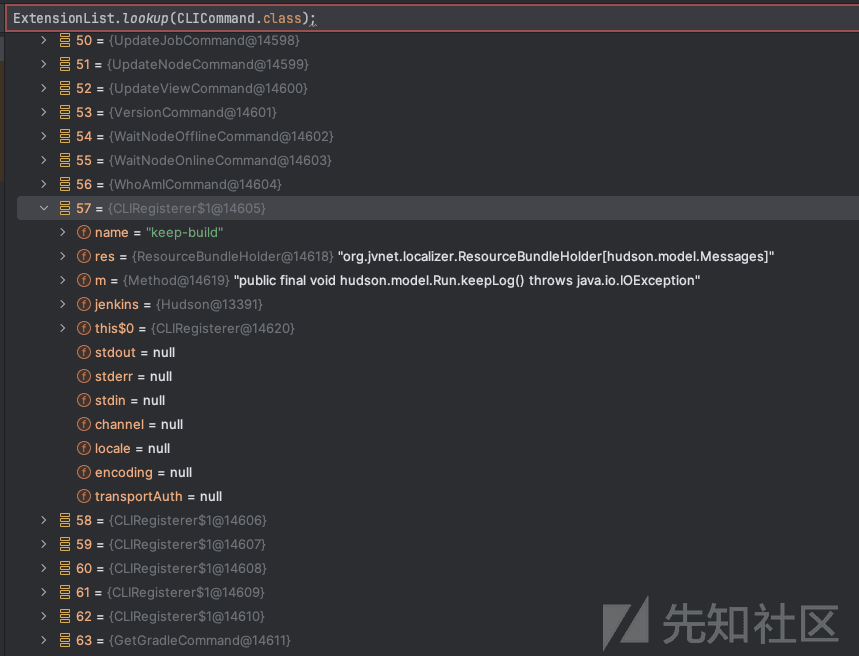 ExtensionList.lookup(CLICommand.class);
50 = {UpdateJobCommand@14598}
51 = {UpdateNodeCommand@14599}
52 = {UpdateViewCommand@14600}
53 = {VersionCommand@14601}
54 = {WaitNodeOfflineCommand@14602}
55 = {WaitNodeOnlineCommand@14603}
56 = {WhoAmICommand@14604}
57 = {CLIRegisterer$1@14605}
f name = "keep-build"
f res = {ResourceBundleHolder@14618} "org.jvnet.localizer.ResourceBundleHolder[hudson.model.Messages]"
f m = {Method@14619} "public final void hudson.model.Run.keepLog() throws java.io.IOException"
f jenkins = {Hudson@13391}
f this$0 = {CLIRegisterer@14620}
f stdout = null
f stderr = null
f stdin = null
f channel = null
f locale = null
f encoding = null
f transportAuth = null
58 = {CLIRegisterer$1@14606}
59 = {CLIRegisterer$1@14607}
60 = {CLIRegisterer$1@14608}
61 = {CLIRegisterer$1@14609}
62 = {CLIRegisterer$1@14610}
63 = {GetGradleCommand@14611}
先知社区